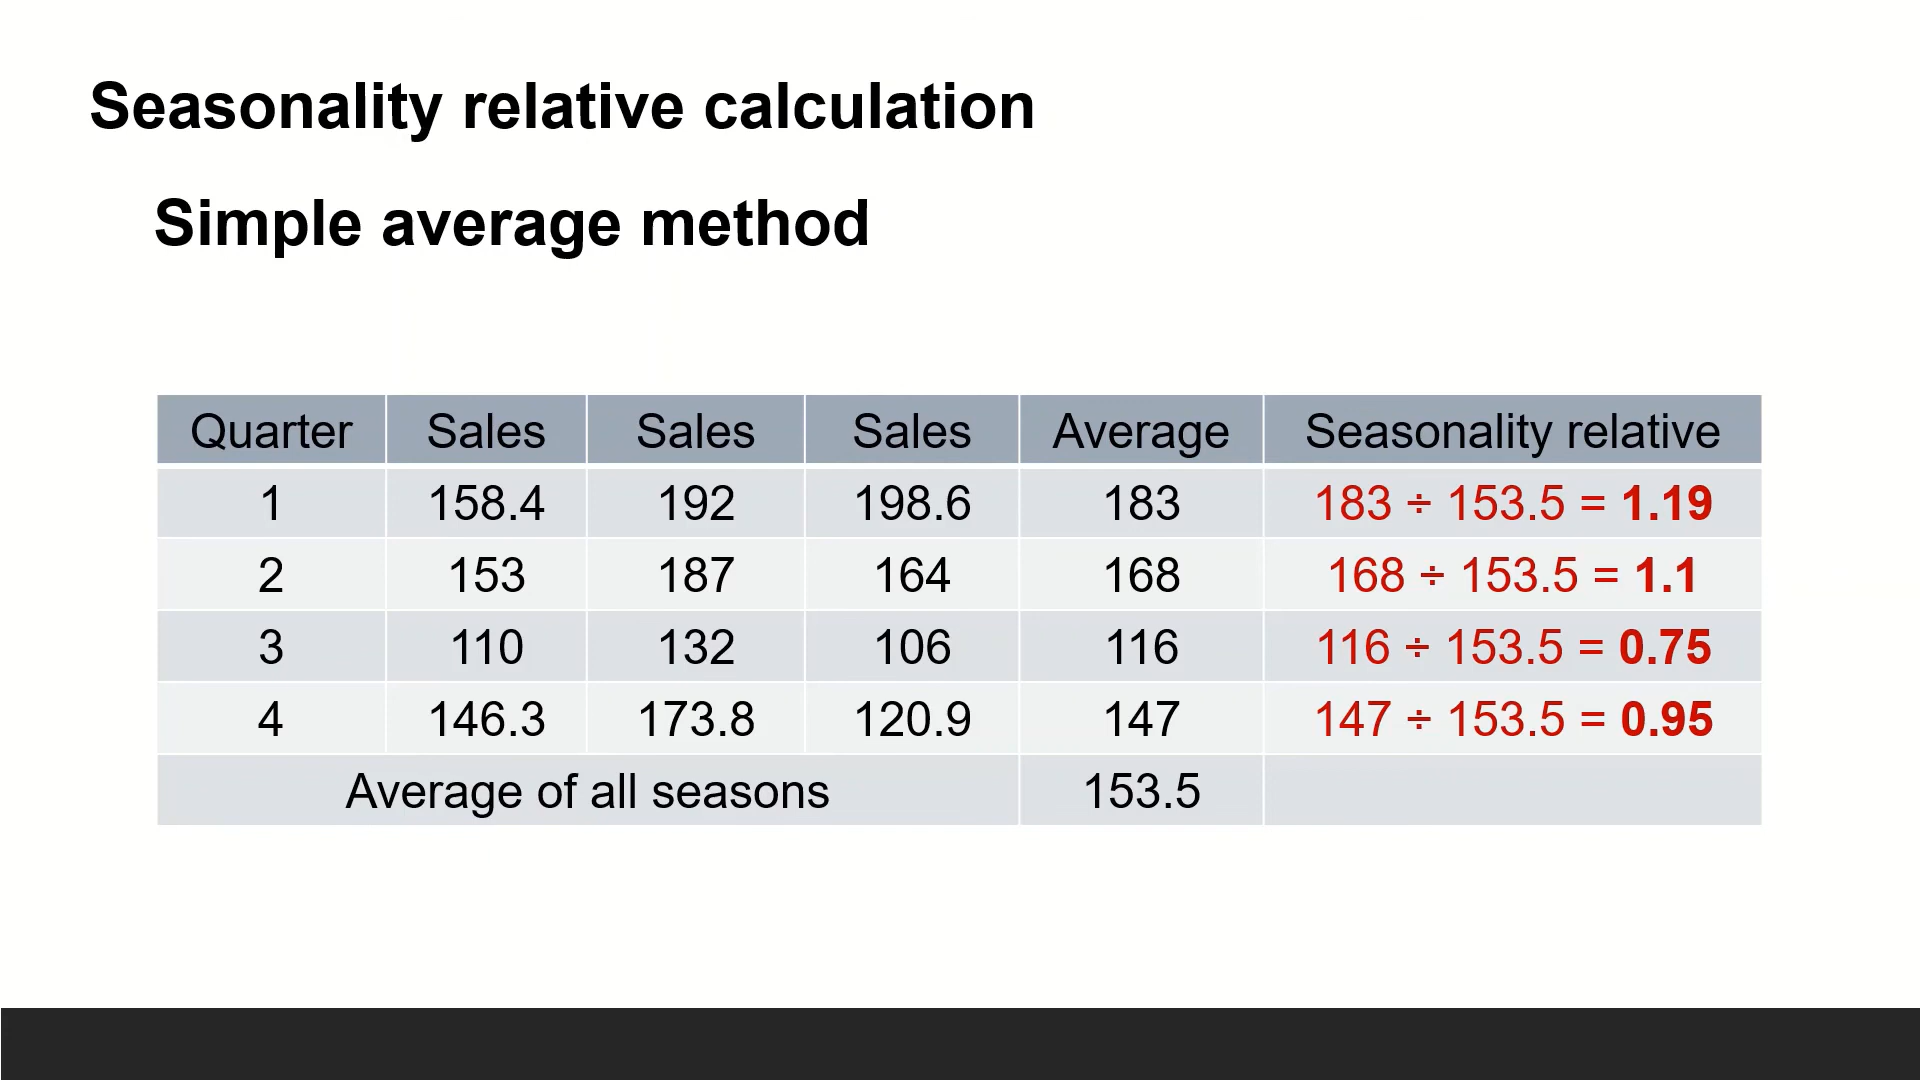 Seasonality relative calculation
Simple average method
Quarter Sales Sales Sales Average Seasonality relative
1 158.4 192 198.6 183 183 ÷ 153.5 = 1.19
2 153 187 164 168 168 ÷ 153.5 = 1.1
3 110 132 106 116 116 ÷ 153.5 = 0.75
4 146.3 173.8 120.9 147 147 ÷ 153.5 = 0.95
Average of all seasons 153.5